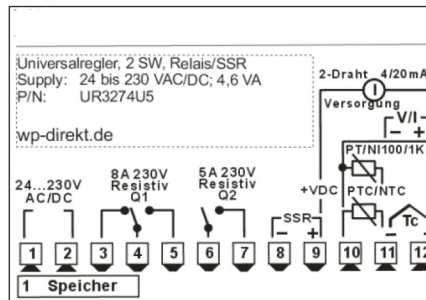 Universalregler, 2 SW, Relais/SSR
Supply: 24 bis 230 VAC/DC; 4,6 VA
P/N: UR3274U5
wp-direkt.de
2-Draht 4/20mA
I
Versorgung
V/I
− +
PT/NI100/1K
8A 230V
Resistiv
Q1
5A 230V
Resistiv
Q2
24...230V
AC/DC
+VDC
PTC/NTC
SSR
− +
− +
Tc
1 2 3 4 5 6 7 8 9 10 11 12
1 Speicher